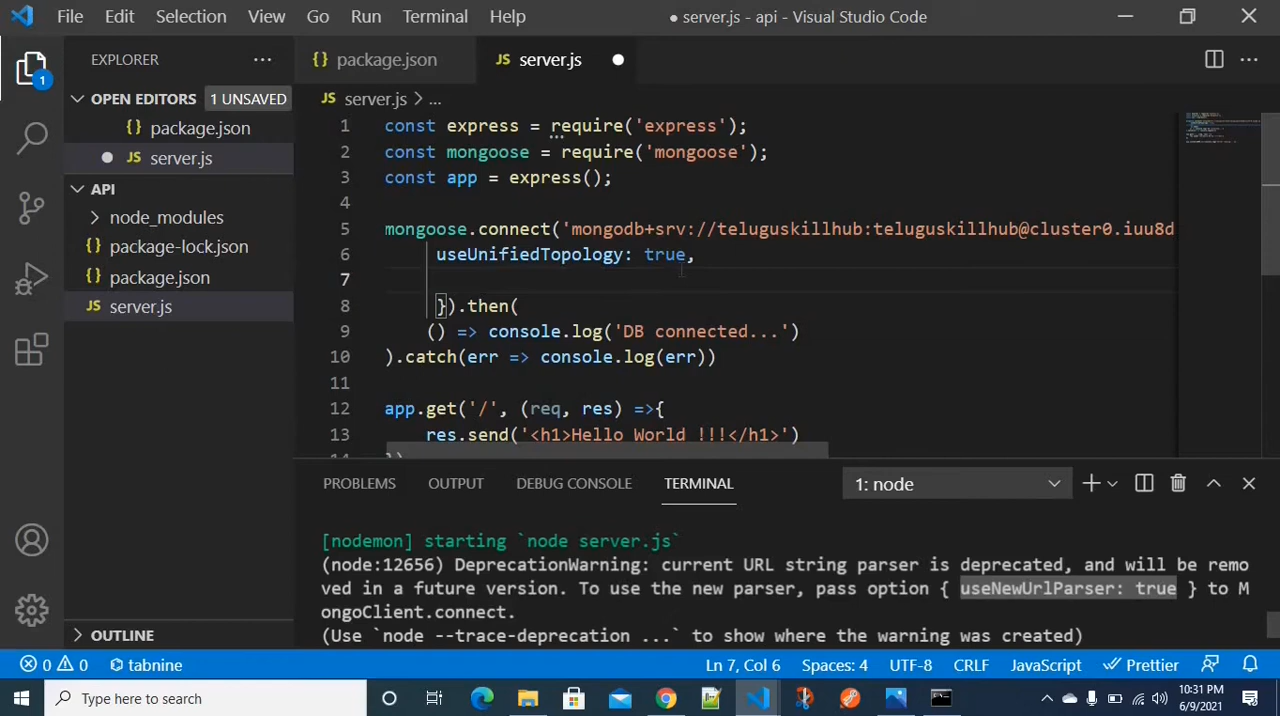 File Edit Selection View Go Run Terminal Help
● server.js - api - Visual Studio Code
EXPLORER
1
OPEN EDITORS 1 UNSAVED
{} package.json
JS server.js
API
node_modules
package-lock.json
package.json
JS server.js
OUTLINE
{} package.json JS server.js
JS server.js > ...
1 const express = require('express');
2 const mongoose = require('mongoose');
3 const app = express();
4
5 mongoose.connect('mongodb+srv://teluguskillhub:teluguskillhub@cluster0.iuu8d
6 useUnifiedTopology: true,
7
8 }).then(
9 () => console.log('DB connected...')
10 ).catch(err => console.log(err))
11
12 app.get('/', (req, res) =>{
13 res.send('<h1>Hello World !!!</h1>')
14 })
PROBLEMS OUTPUT DEBUG CONSOLE TERMINAL 1: node
[nodemon] starting `node server.js`
(node:12656) DeprecationWarning: current URL string parser is deprecated, and will be remo
ved in a future version. To use the new parser, pass option { useNewUrlParser: true } to M
ongoClient.connect.
(Use `node --trace-deprecation ...` to show where the warning was created)
0 0 tabnine Ln 7, Col 6 Spaces: 4 UTF-8 CRLF JavaScript Prettier
Type here to search
10:31 PM
6/9/2021